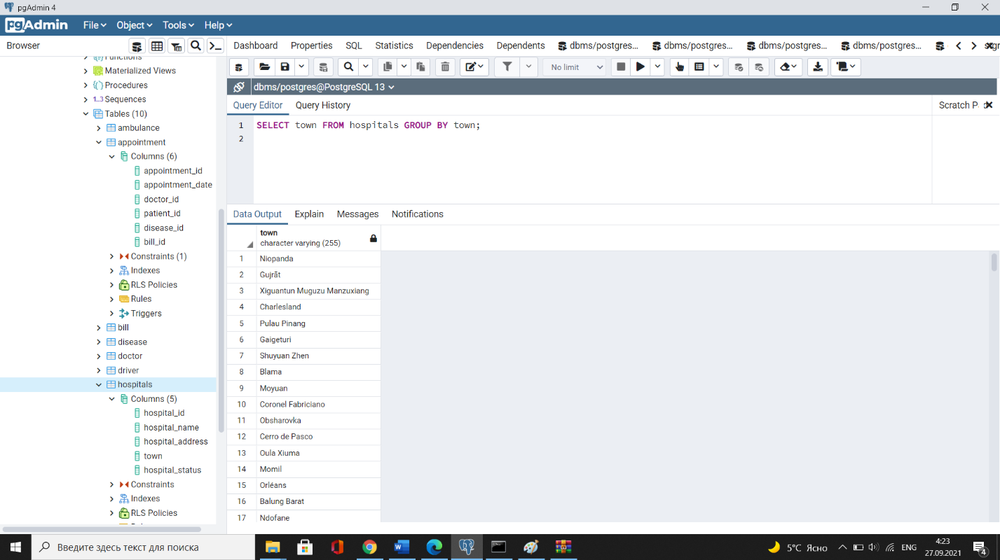 pgAdmin 4
pgAdmin File Object Tools Help
Browser
Dashboard Properties SQL Statistics Dependencies Dependents dbms/postgres... dbms/postgres... dbms/postgres... dbms/postgres...
No limit
dbms/postgres@PostgreSQL 13
Query Editor Query History
Scratch P
1 SELECT town FROM hospitals GROUP BY town;
2
Functions
Materialized Views
Procedures
1..3 Sequences
Tables (10)
ambulance
appointment
Columns (6)
appointment_id
appointment_date
doctor_id
patient_id
disease_id
bill_id
Constraints (1)
Indexes
RLS Policies
Rules
Triggers
bill
disease
doctor
driver
hospitals
Columns (5)
hospital_id
hospital_name
hospital_address
town
hospital_status
Constraints
Indexes
RLS Policies
Data Output Explain Messages Notifications
town
character varying (255)
1 Niopanda
2 Gujrāt
3 Xiguantun Muguzu Manzuxiang
4 Charlesland
5 Pulau Pinang
6 Gaigeturi
7 Shuyuan Zhen
8 Blama
9 Moyuan
10 Coronel Fabriciano
11 Obsharovka
12 Cerro de Pasco
13 Oula Xiuma
14 Momil
15 Orléans
16 Balung Barat
17 Ndofane
Введите здесь текст для поиска
5°C Ясно
ENG
4:23
27.09.2021
4